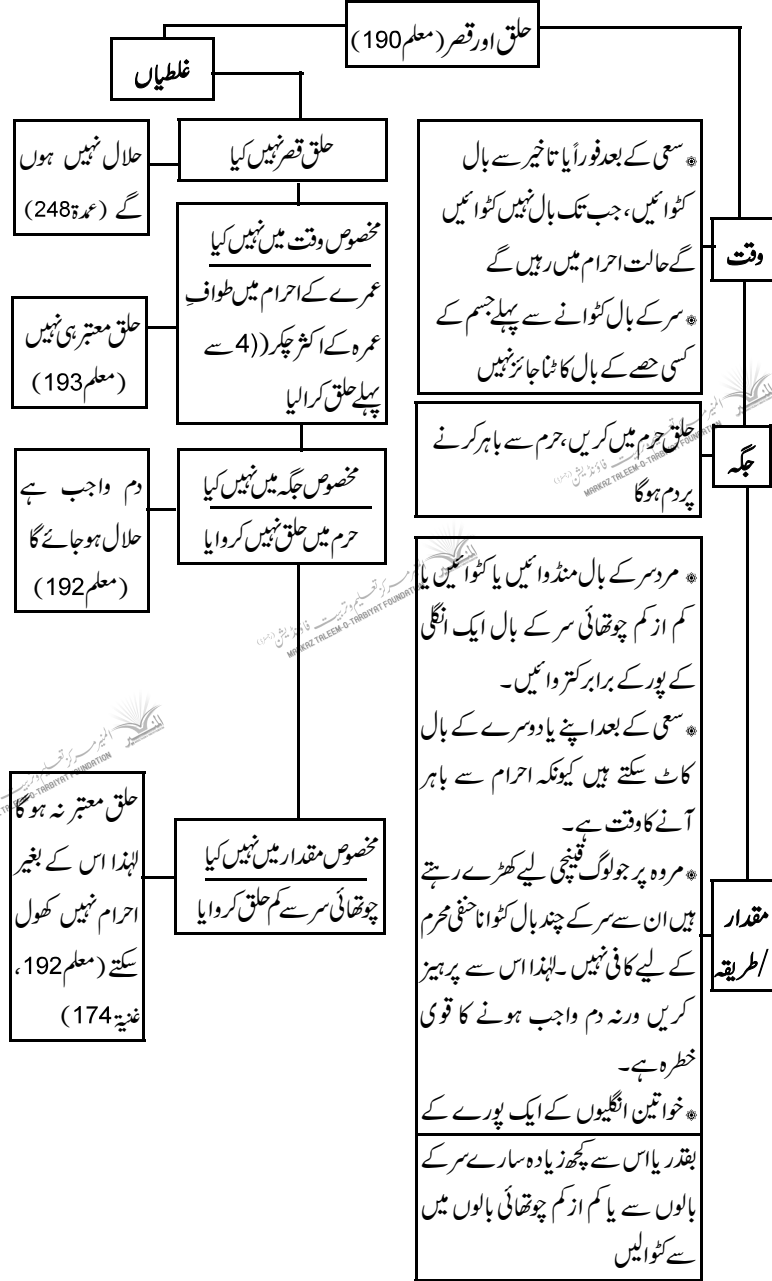 حلق اور قصر (معلم 190)
غلطیاں
وقت
٭ سعی کے بعد فوراً یا تاخیر سے بال
کٹوائیں، جب تک بال نہیں کٹوائیں
گے حالت احرام میں رہیں گے
٭ سر کے بال کٹوانے سے پہلے جسم کے
کسی حصے کے بال کاٹنا جائز نہیں
جگہ
حلق حرم میں کریں، حرم سے باہر کرنے
پر دم ہوگا
مقدار
/طریقہ
٭ مرد سر کے بال منڈوائیں یا کٹوائیں یا
کم از کم چوتھائی سر کے بال ایک انگلی
کے پور کے برابر کتروائیں۔
٭ سعی کے بعد اپنے یا دوسرے کے بال
کاٹ سکتے ہیں کیونکہ احرام سے باہر
آنے کا وقت ہے۔
٭ مروہ پر جو لوگ قینچی لیے کھڑے رہتے
ہیں ان سے سر کے چند بال کٹوانا حنفی محرم
کے لیے کافی نہیں۔ لہٰذا اس سے پرہیز
کریں ورنہ دم واجب ہونے کا قوی
خطرہ ہے۔
٭ خواتین انگلیوں کے ایک پورے کے
بقدر یا اس سے کچھ زیادہ سارے سر کے
بالوں سے یا کم از کم چوتھائی بالوں میں
سے کٹوالیں
حلق قصر نہیں کیا
حلال نہیں ہوں
گے (عمدۃ 248)
مخصوص وقت میں نہیں کیا
عمرے کے احرام میں طوافِ
عمرہ کے اکثر چکر ((4 سے
پہلے حلق کرالیا
حلق معتبر ہی نہیں
(معلم 193)
مخصوص جگہ میں نہیں کیا
حرم میں حلق نہیں کروایا
دم واجب ہے
حلال ہوجائے گا
(معلم 192)
مخصوص مقدار میں نہیں کیا
چوتھائی سر سے کم حلق کروایا
حلق معتبر نہ ہوگا
لہٰذا اس کے بغیر
احرام نہیں کھول
سکتے (معلم 192،
غنیۃ 174)
المنیر مرکز تعلیم و تربیت فاؤنڈیشن
MARKAZ TALEEM-O-TARBIYAT FOUNDATION